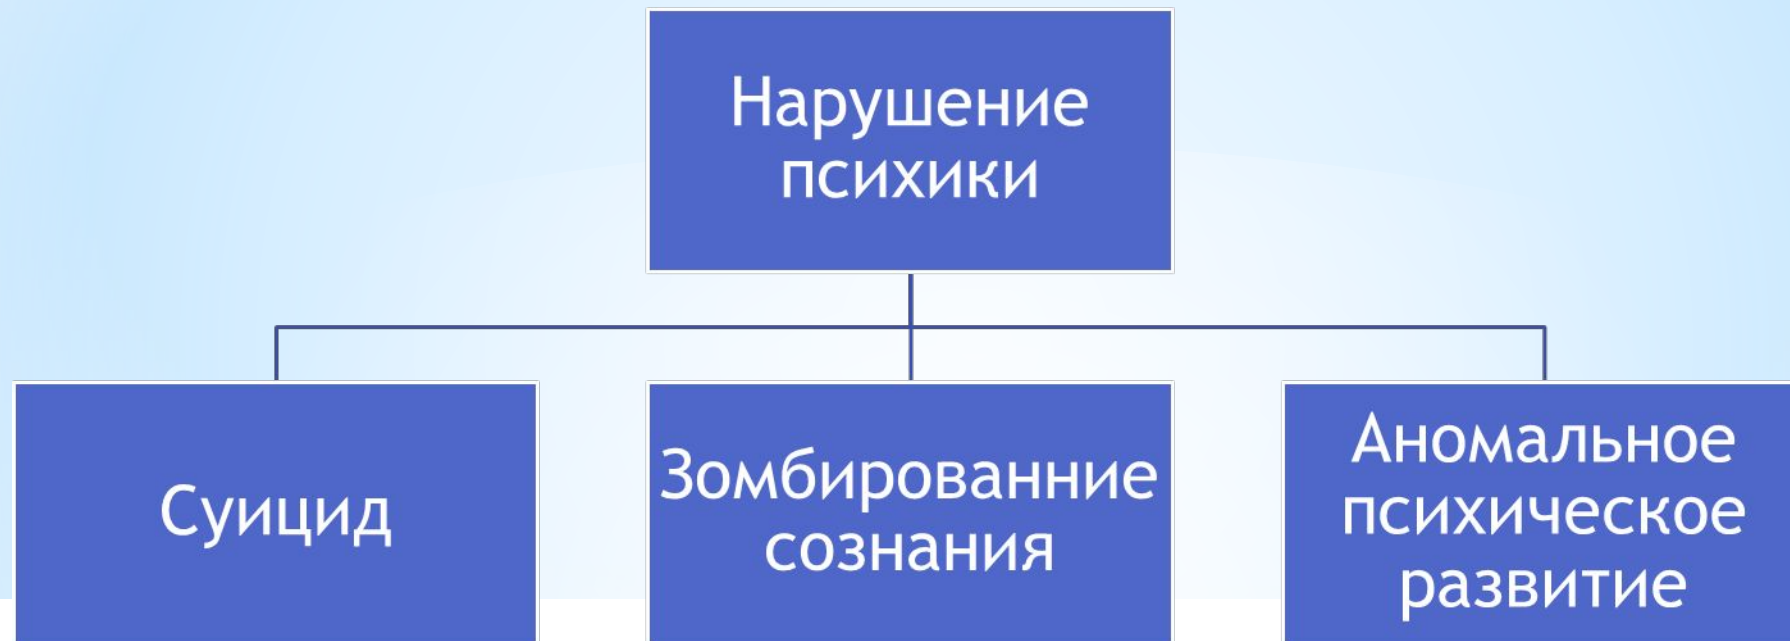 Нарушение
психики
Суицид
Зомбированние
сознания
Аномальное
психическое
развитие